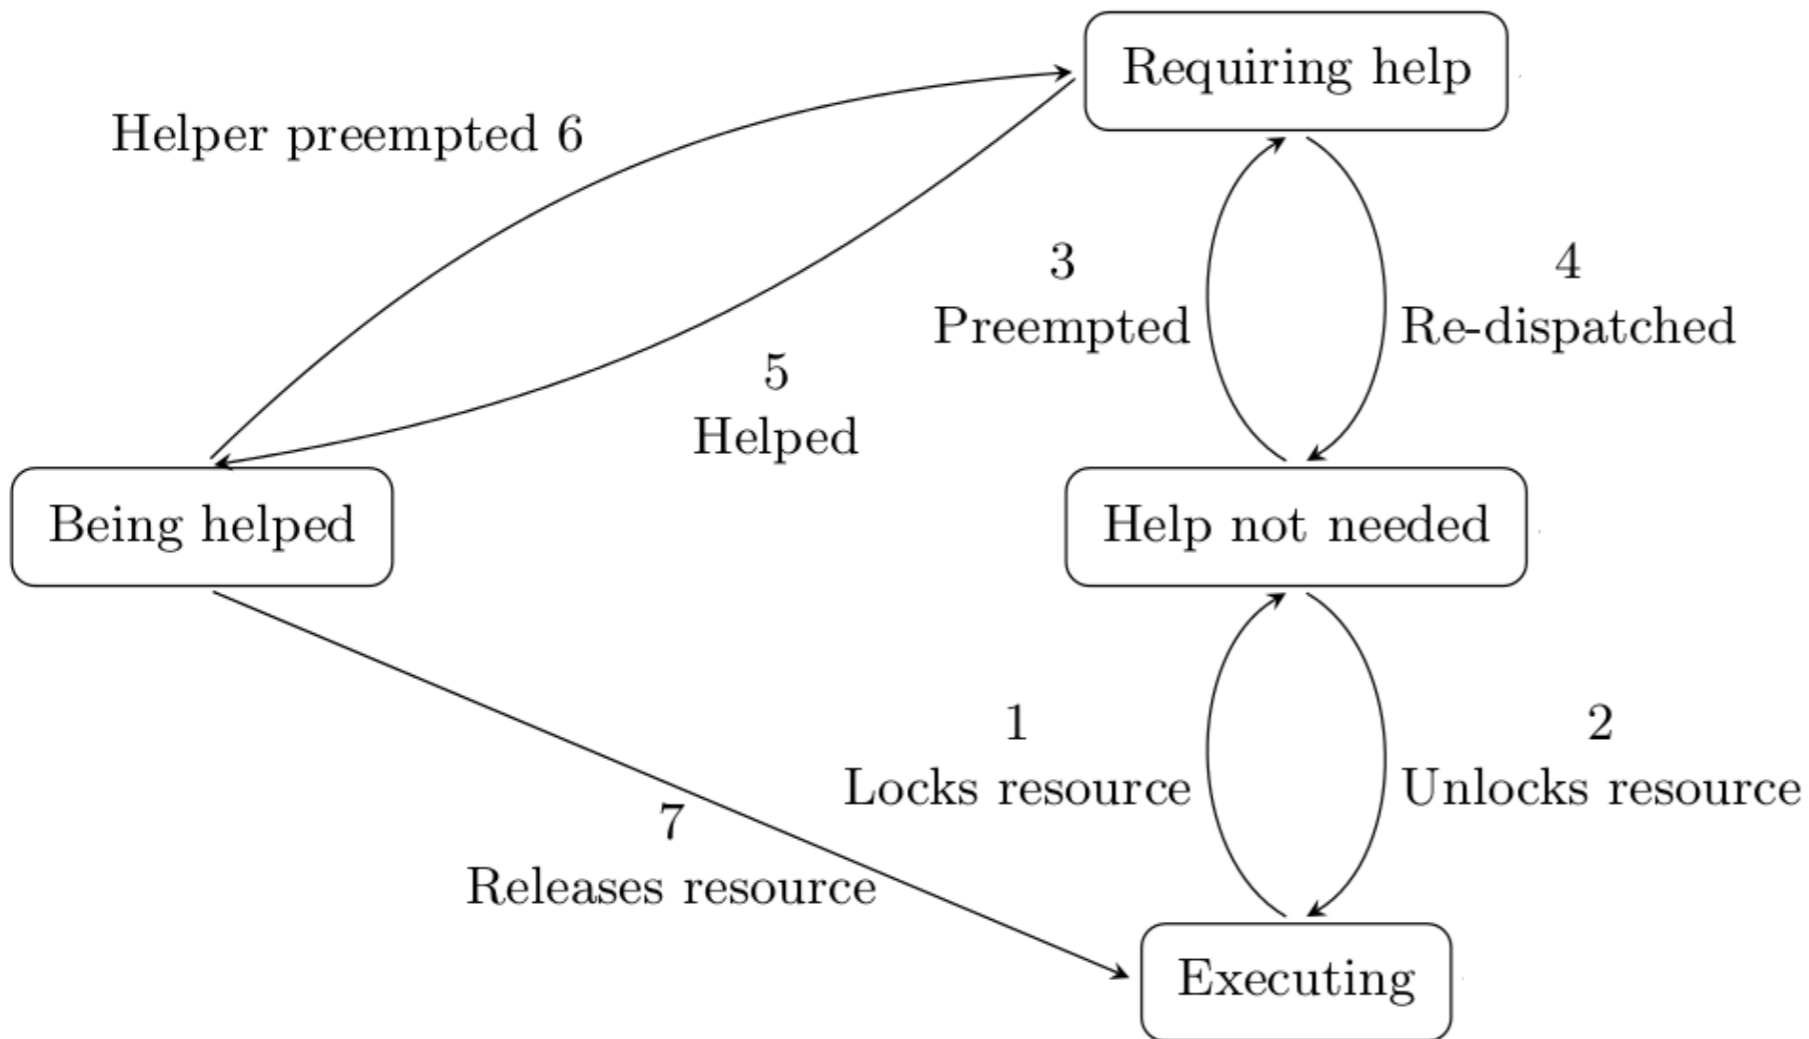 Requiring help
Helper preempted 6
3
Preempted
4
Re-dispatched
5
Helped
Being helped
Help not needed
1
Locks resource
2
Unlocks resource
7
Releases resource
Executing